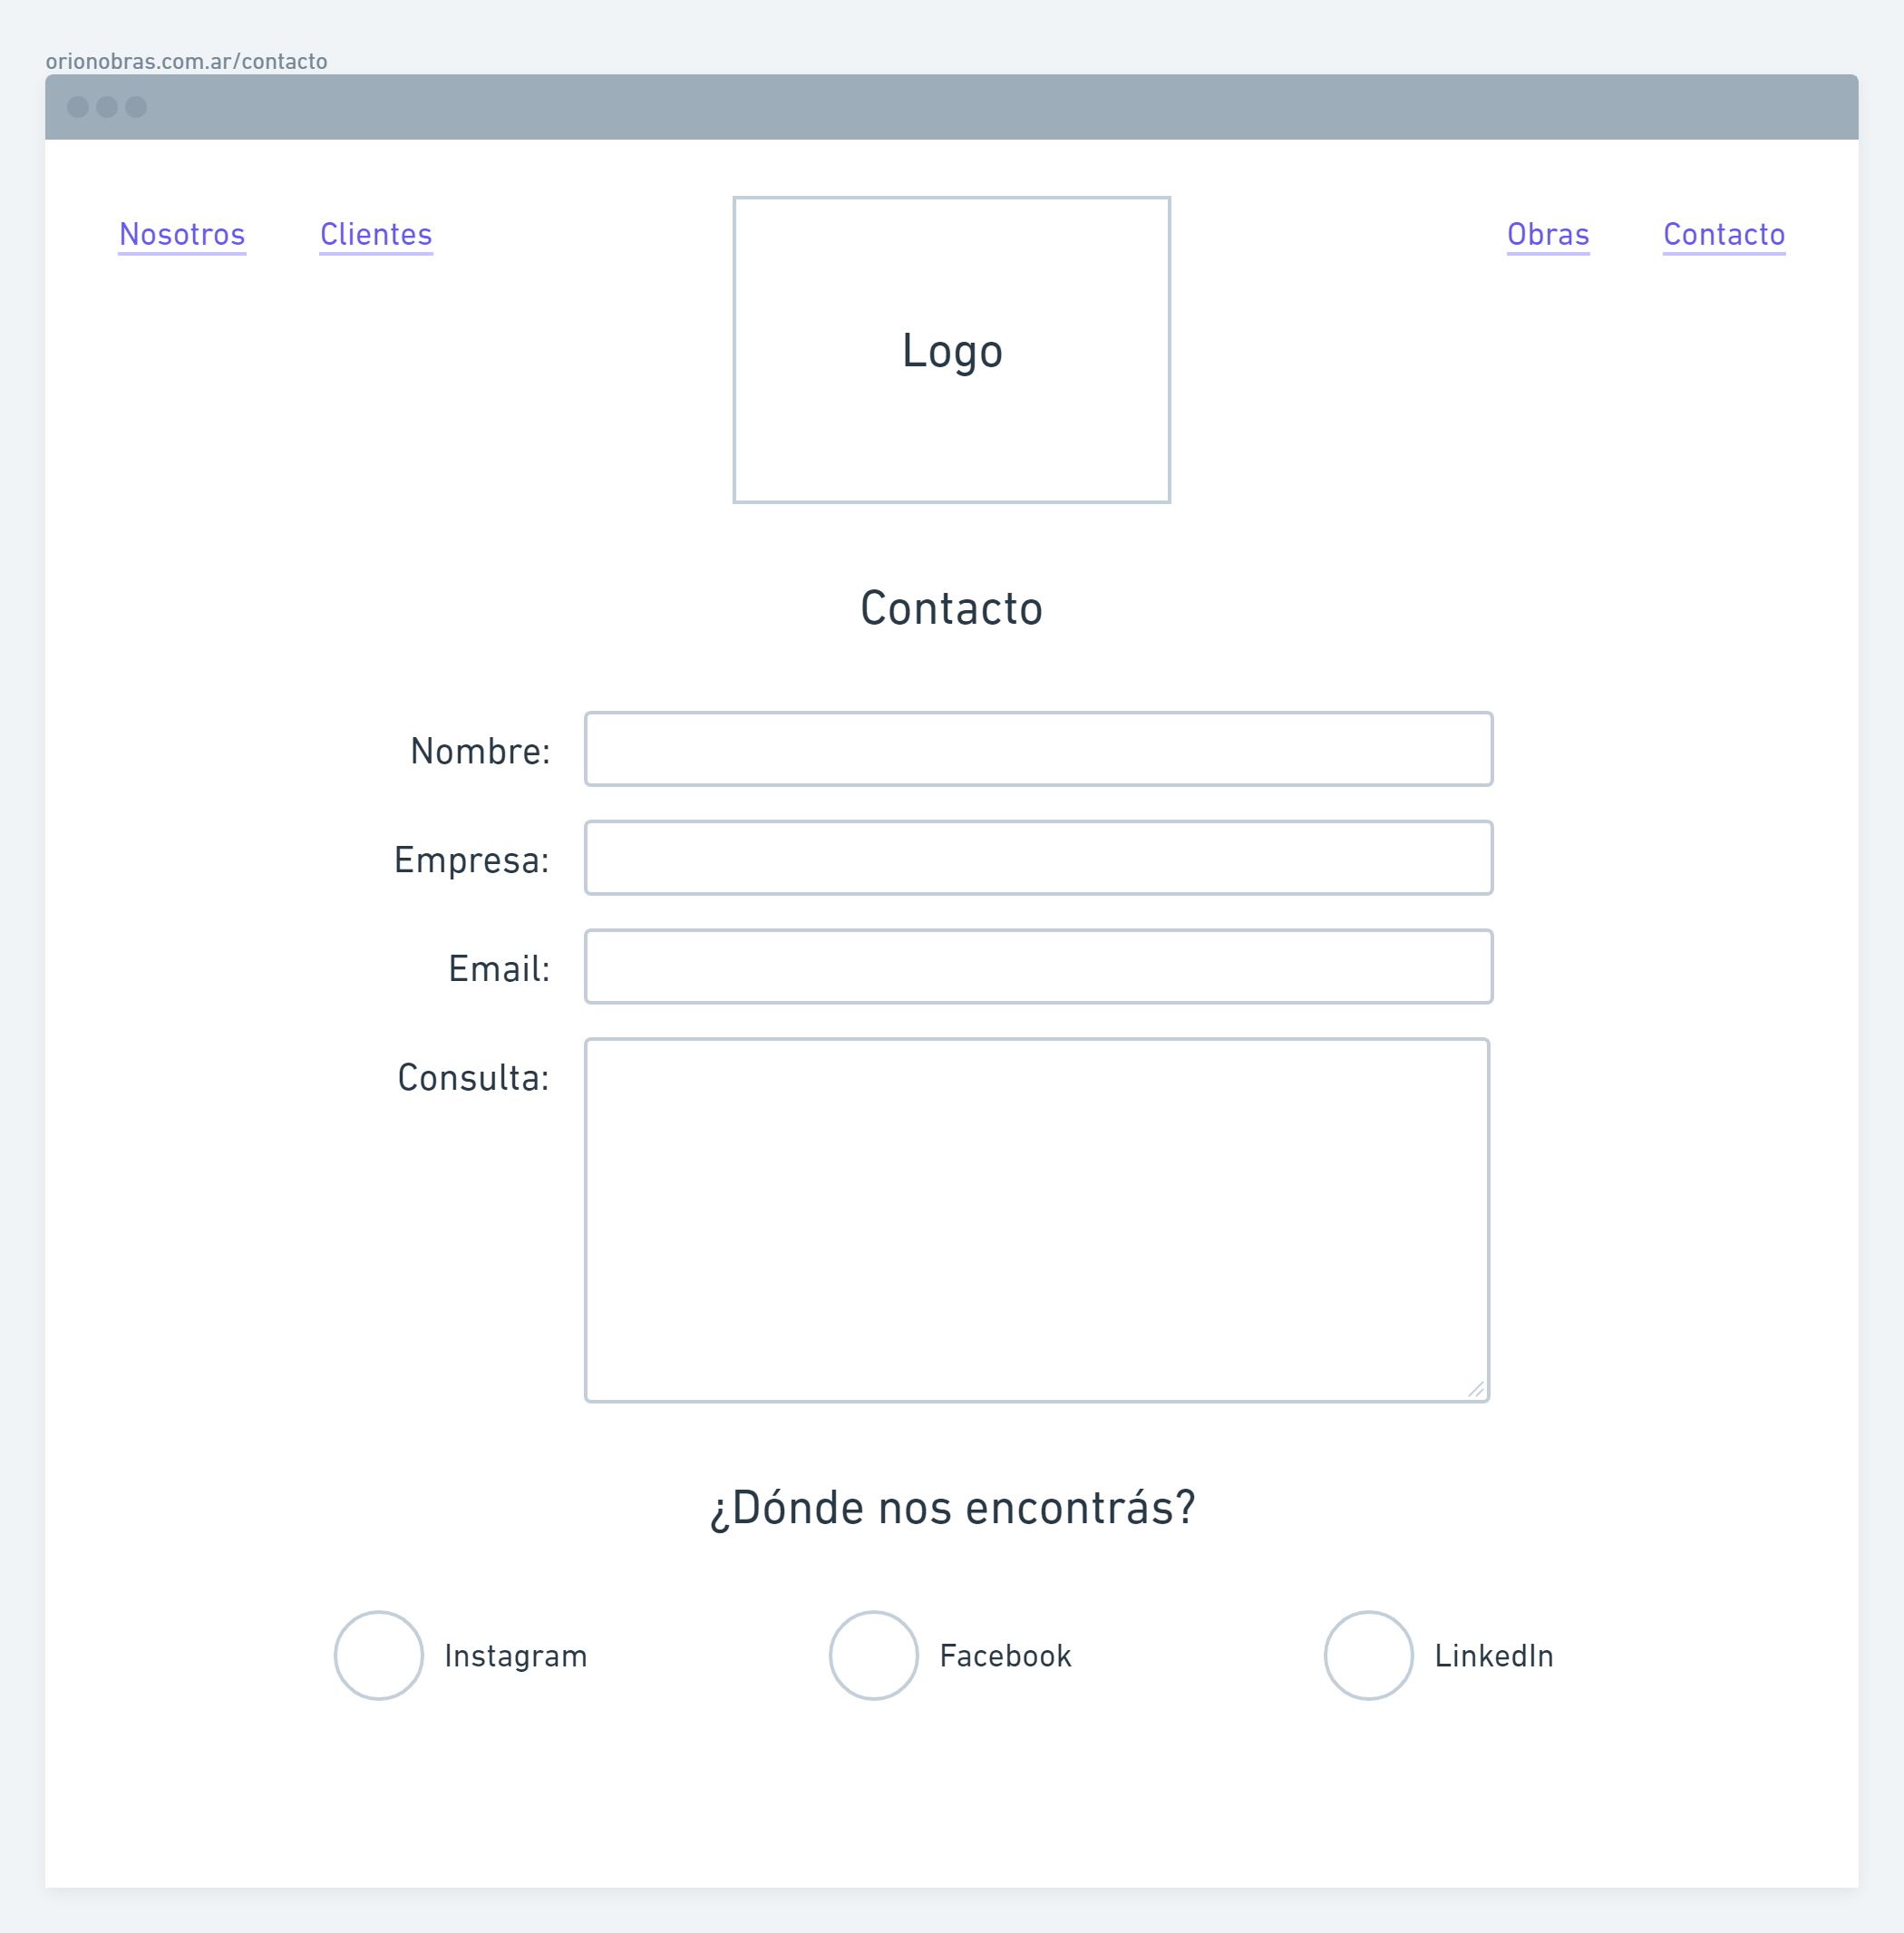 orionobras.com.ar/contacto
Nosotros Clientes Obras Contacto
Logo
Contacto
Nombre:
Empresa:
Email:
Consulta:
¿Dónde nos encontrás?
Instagram Facebook LinkedIn